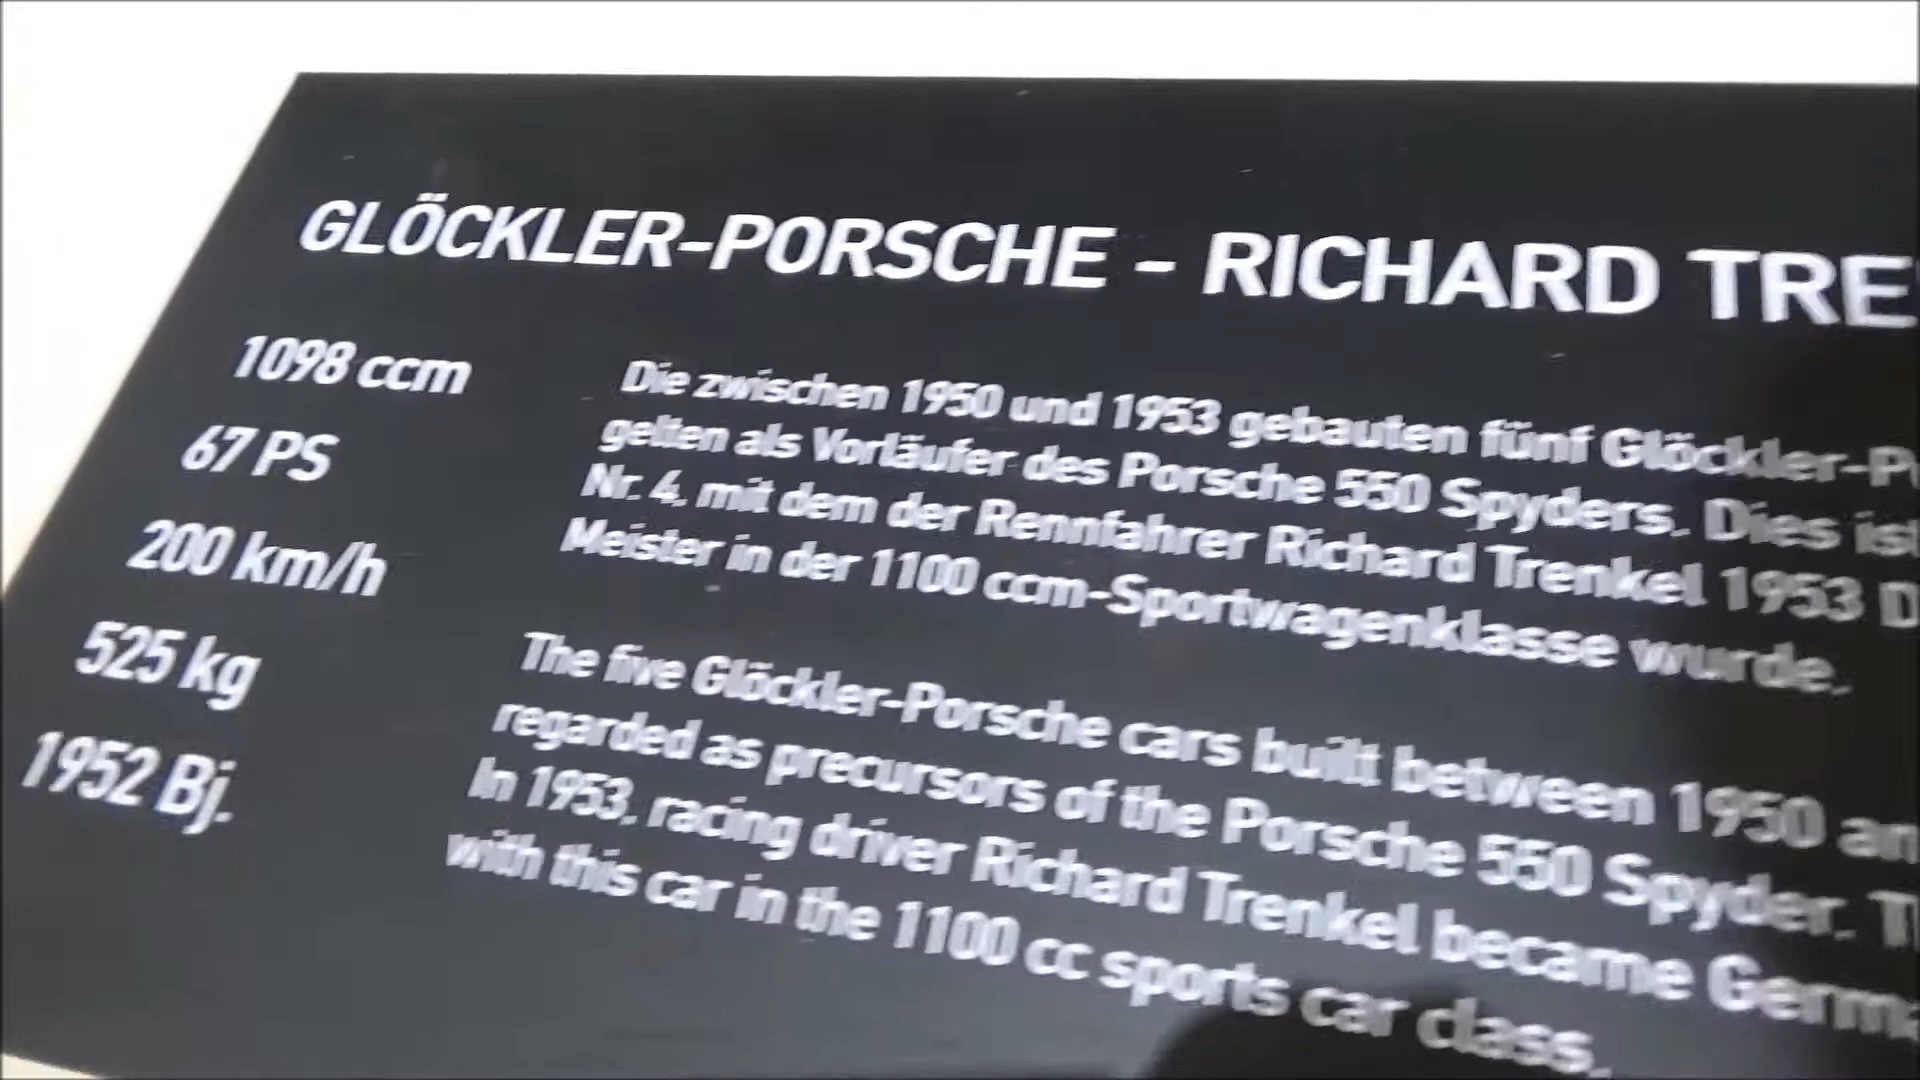 GLÖCKLER-PORSCHE - RICHARD TRE
1098 ccm
67 PS
200 km/h
525 kg
1952 Bj.
Die zwischen 1950 und 1953 gebauten fünf Glöckler-P
gelten als Vorläufer des Porsche 550 Spyders. Dies ist
Nr. 4, mit dem der Rennfahrer Richard Trenkel 1953 D
Meister in der 1100 ccm-Sportwagenklasse wurde.
The five Glöckler-Porsche cars built between 1950 an
regarded as precursors of the Porsche 550 Spyder. T
In 1953, racing driver Richard Trenkel became Germa
with this car in the 1100 cc sports car class.